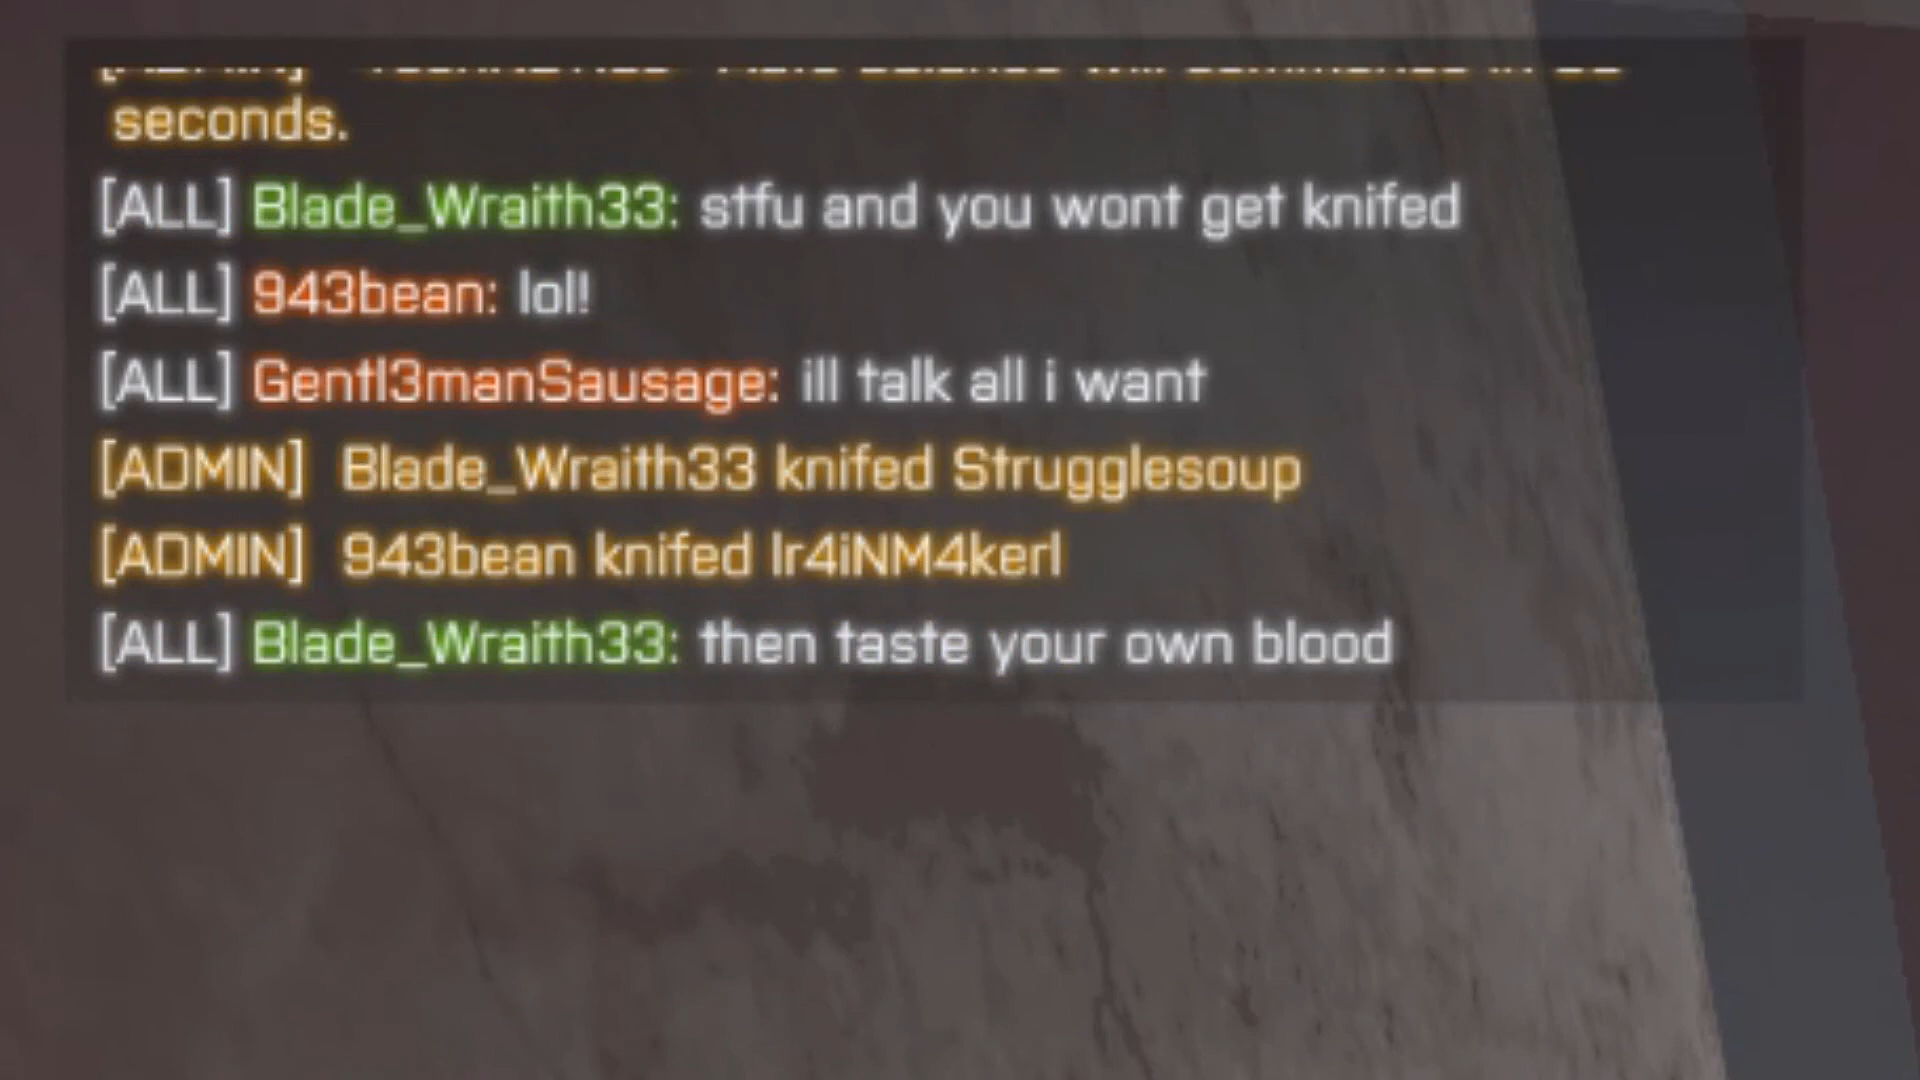 seconds.
[ALL] Blade_Wraith33: stfu and you wont get knifed
[ALL] 943bean: lol!
[ALL] Gentl3manSausage: ill talk all i want
[ADMIN] Blade_Wraith33 knifed Strugglesoup
[ADMIN] 943bean knifed lr4iNM4kerl
[ALL] Blade_Wraith33: then taste your own blood